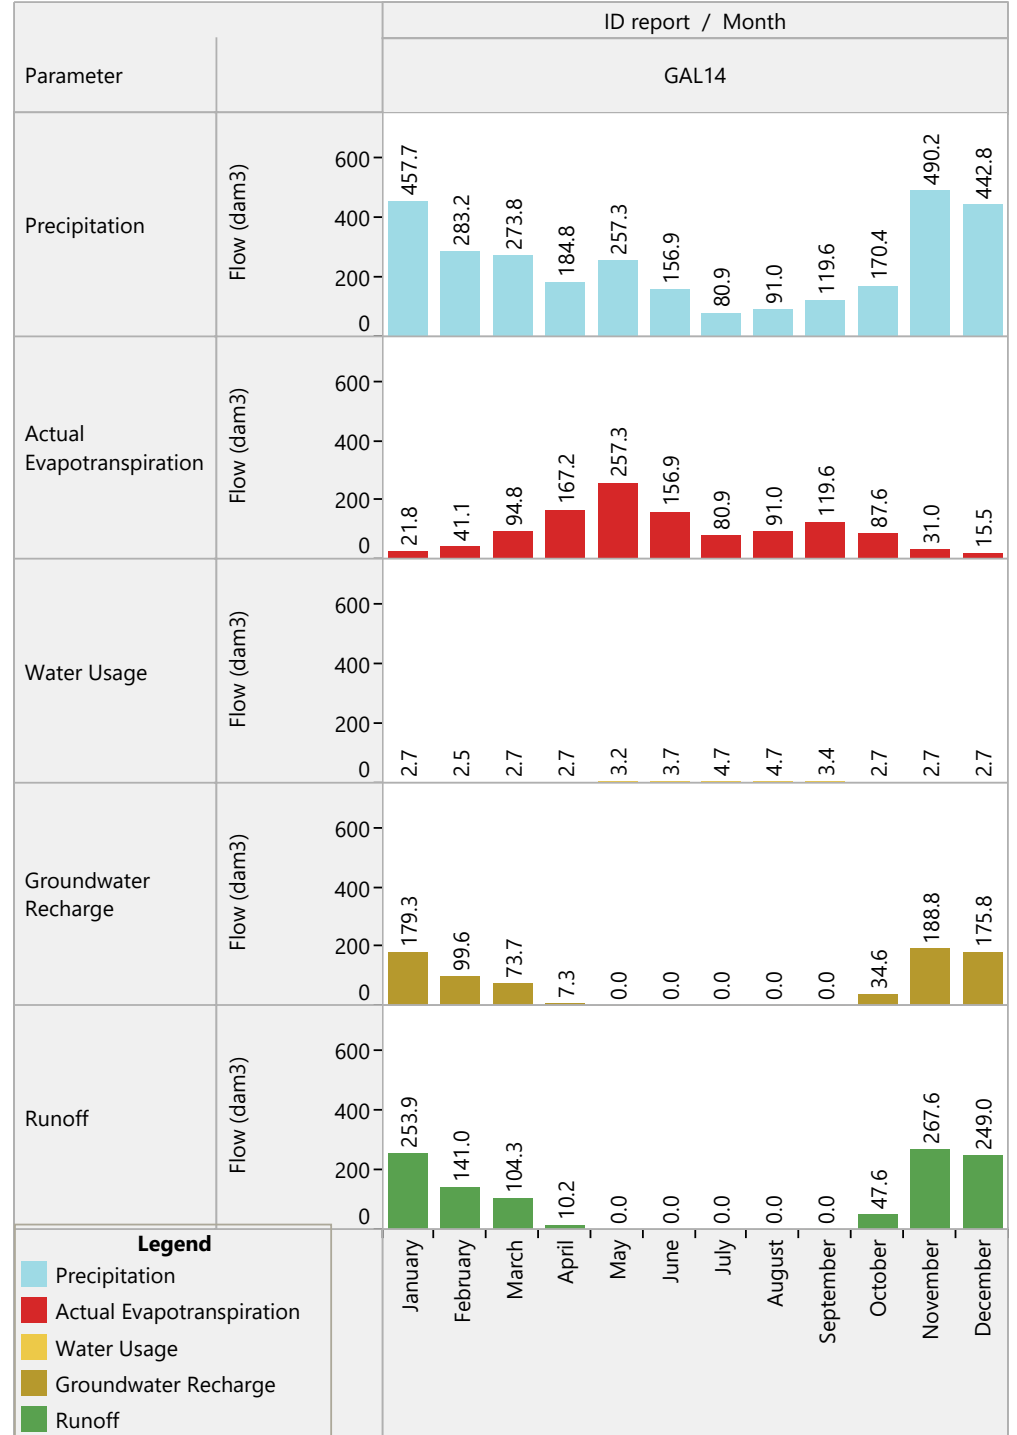 ID report / Month
Parameter
GAL14
Precipitation
Flow (dam3)
600
400
200
0
457.7
283.2
273.8
184.8
257.3
156.9
80.9
91.0
119.6
170.4
490.2
442.8
Actual
Evapotranspiration
Flow (dam3)
600
400
200
0
21.8
41.1
94.8
167.2
257.3
156.9
80.9
91.0
119.6
87.6
31.0
15.5
Water Usage
Flow (dam3)
600
400
200
0
2.7
2.5
2.7
2.7
3.2
3.7
4.7
4.7
3.4
2.7
2.7
2.7
Groundwater
Recharge
Flow (dam3)
600
400
200
0
179.3
99.6
73.7
7.3
0.0
0.0
0.0
0.0
0.0
34.6
188.8
175.8
Runoff
Flow (dam3)
600
400
200
0
253.9
141.0
104.3
10.2
0.0
0.0
0.0
0.0
0.0
47.6
267.6
249.0
January
February
March
April
May
June
July
August
September
October
November
December
Legend
Precipitation
Actual Evapotranspiration
Water Usage
Groundwater Recharge
Runoff